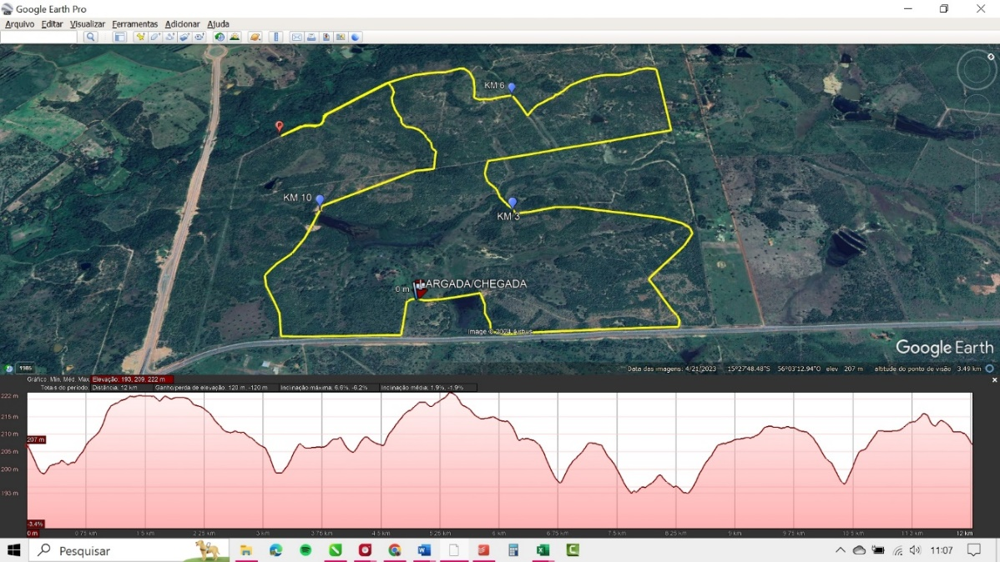 Google Earth Pro
Arquivo Editar Visualizar Ferramentas Adicionar Ajuda
KM 6
KM 10
KM 3
0 m
LARGADA/CHEGADA
Image © 2024 Airbus
Google Earth
1985
Data das imagens: 4/21/2023 15°27'48.48"S 56°03'12.94"O elev 207 m altitude do ponto de visão 3.49 km
Gráfico: Mín, Méd, Máx Elevação: 193, 209, 222 m
Totais do período: Distância: 12 km Ganho/perda de elevação: 120 m, -120 m Inclinação máxima: 6.6%, -6.2% Inclinação média: 1.9%, -1.9%
222 m
215 m
210 m
207 m
205 m
200 m
193 m
-3.4%
0 m 0.75 km 1.5 km 2.25 km 3 km 3.75 km 4.5 km 5.25 km 6 km 6.75 km 7.5 km 8.25 km 9 km 9.75 km 10.5 km 11.3 km 12 km
Pesquisar
11:07